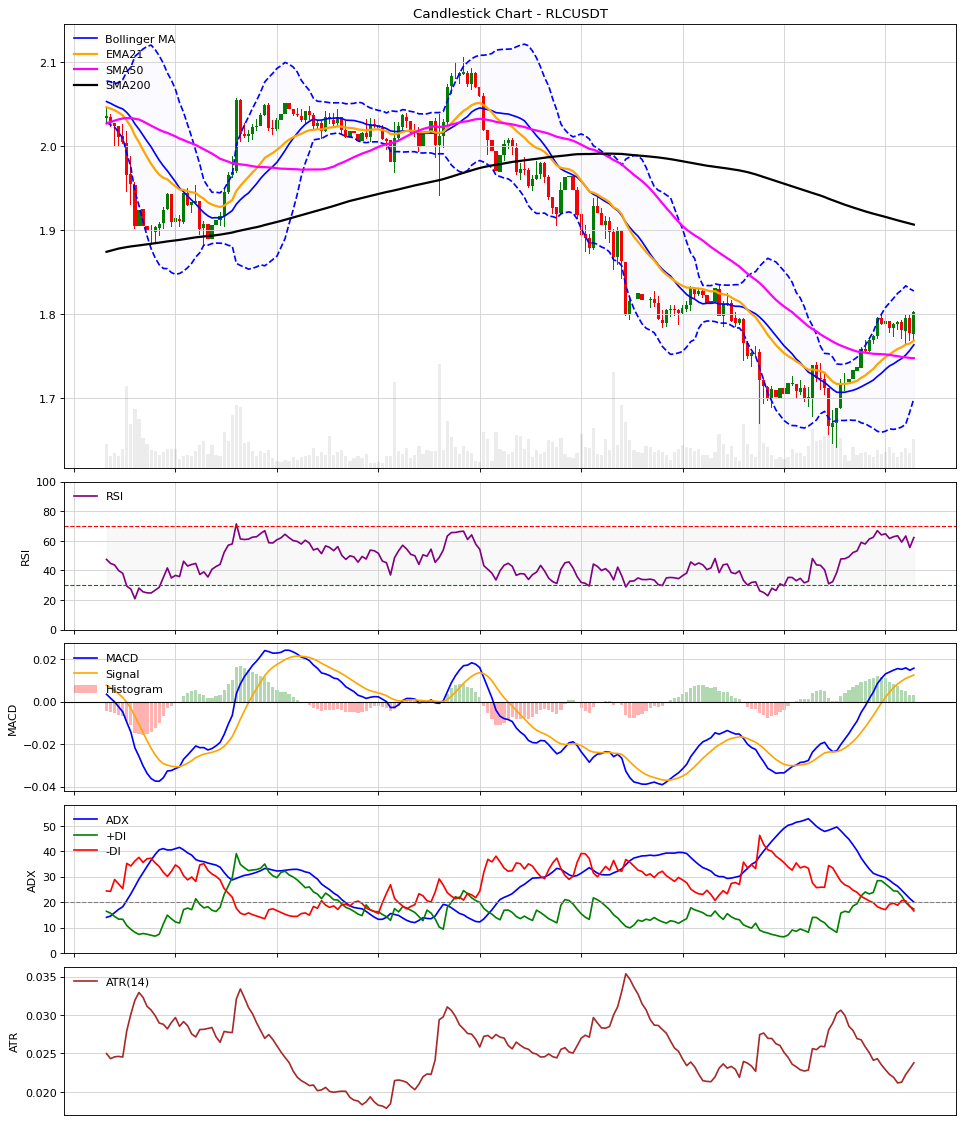 Candlestick Chart - RLCUSDT
Bollinger MA
EMA21
SMA50
SMA200
2.1
2.0
1.9
1.8
1.7
RSI
RSI
100
80
60
40
20
0
MACD
Signal
Histogram
MACD
0.02
0.00
−0.02
−0.04
ADX
+DI
-DI
ADX
50
40
30
20
10
0
ATR(14)
ATR
0.035
0.030
0.025
0.020